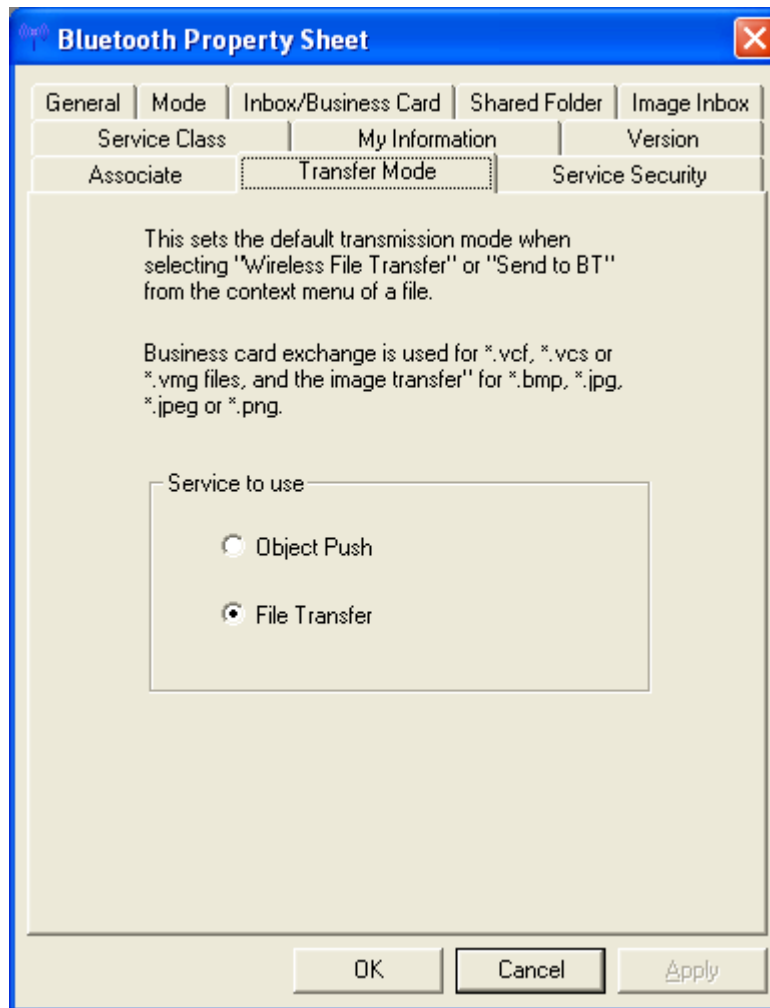 Bluetooth Property Sheet
General Mode Inbox/Business Card Shared Folder Image Inbox
Service Class My Information Version
Associate Transfer Mode Service Security
This sets the default transmission mode when
selecting "Wireless File Transfer" or "Send to BT"
from the context menu of a file.
Business card exchange is used for *.vcf, *.vcs or
*.vmg files, and the image transfer" for *.bmp, *.jpg,
*.jpeg or *.png.
Service to use
Object Push
File Transfer
OK Cancel Apply